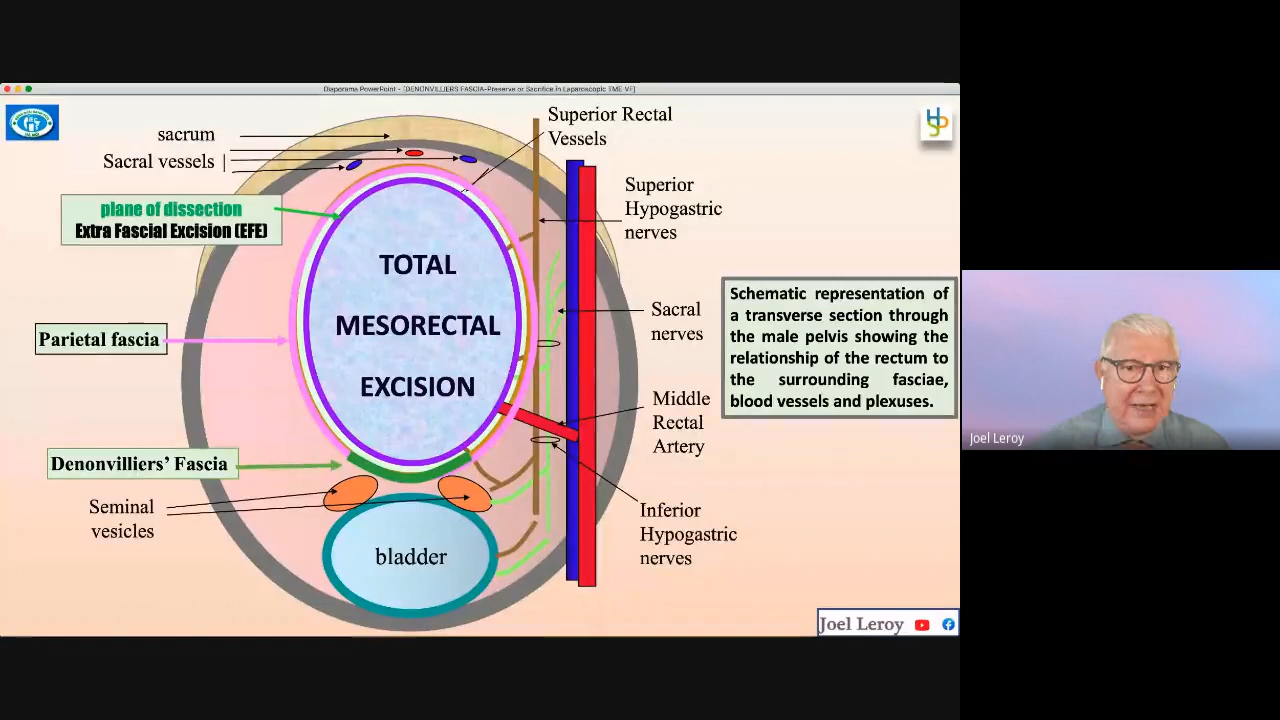 Diaporama PowerPoint - [DENONVILLIERS FASCIA-Preserve or Sacrifice in Laparoscopic TME VF]
sacrum
Sacral vessels |
plane of dissection
Extra Fascial Excision (EFE)
Parietal fascia
Denonvilliers' Fascia
Seminal
vesicles
TOTAL
MESORECTAL
EXCISION
bladder
Superior Rectal
Vessels
Superior
Hypogastric
nerves
Sacral
nerves
Middle
Rectal
Artery
Inferior
Hypogastric
nerves
Schematic representation of
a transverse section through
the male pelvis showing the
relationship of the rectum to
the surrounding fasciae,
blood vessels and plexuses.
Joel Leroy
Joel Leroy